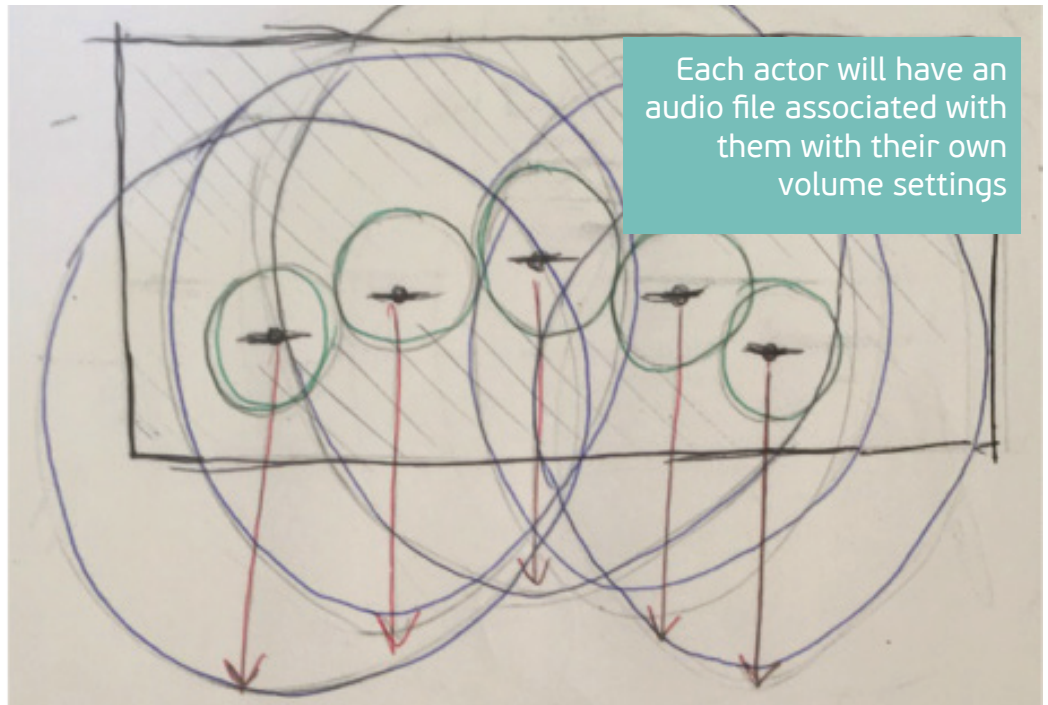 Each actor will have an
audio file associated with
them with their own
volume settings